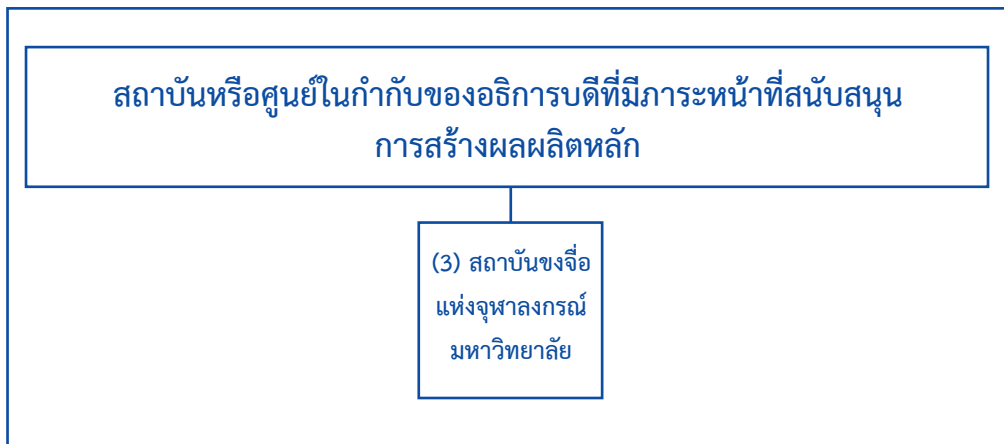 สถาบันหรือศูนย์ในกำกับของอธิการบดีที่มีภาระหน้าที่สนับสนุน
การสร้างผลผลิตหลัก
(3) สถาบันขงจื่อ
แห่งจุฬาลงกรณ์
มหาวิทยาลัย